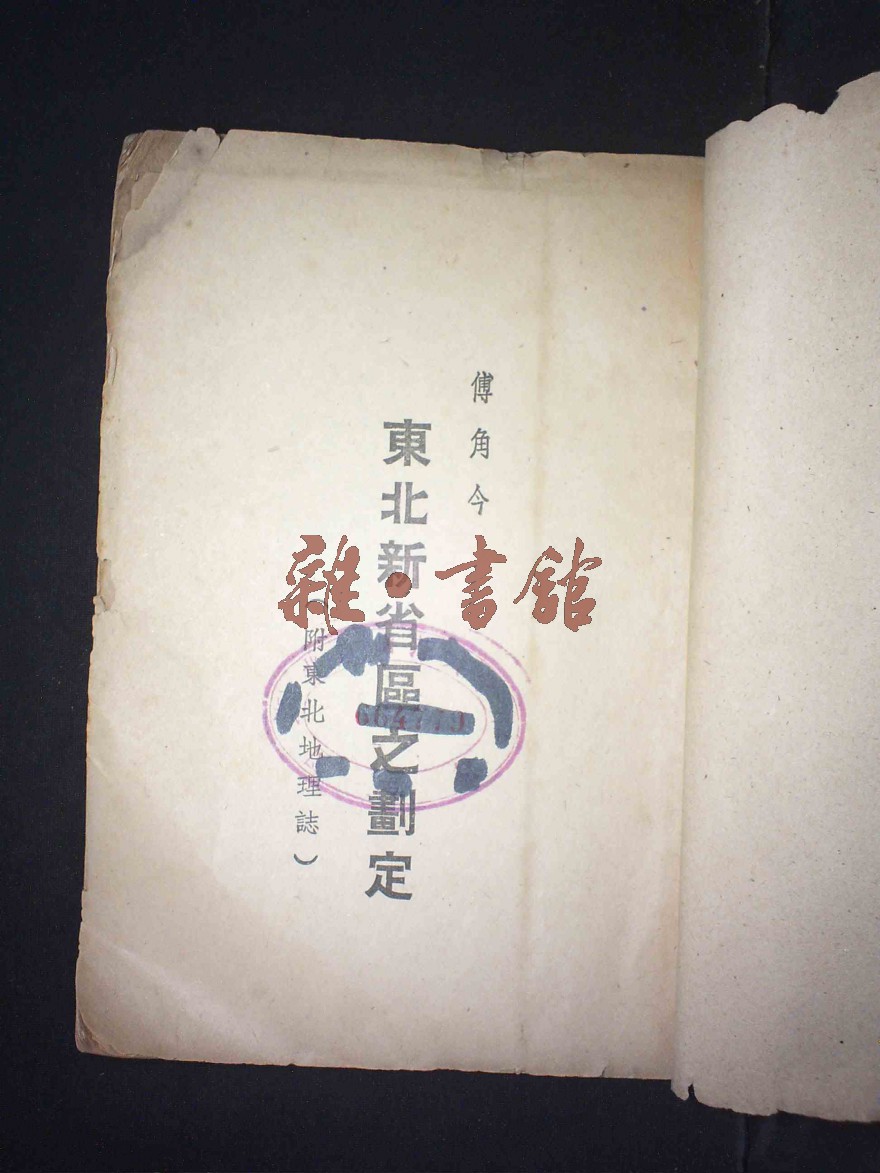 傅角今
東北新省區之劃定
（附東北地理誌）
雜·書館
664779